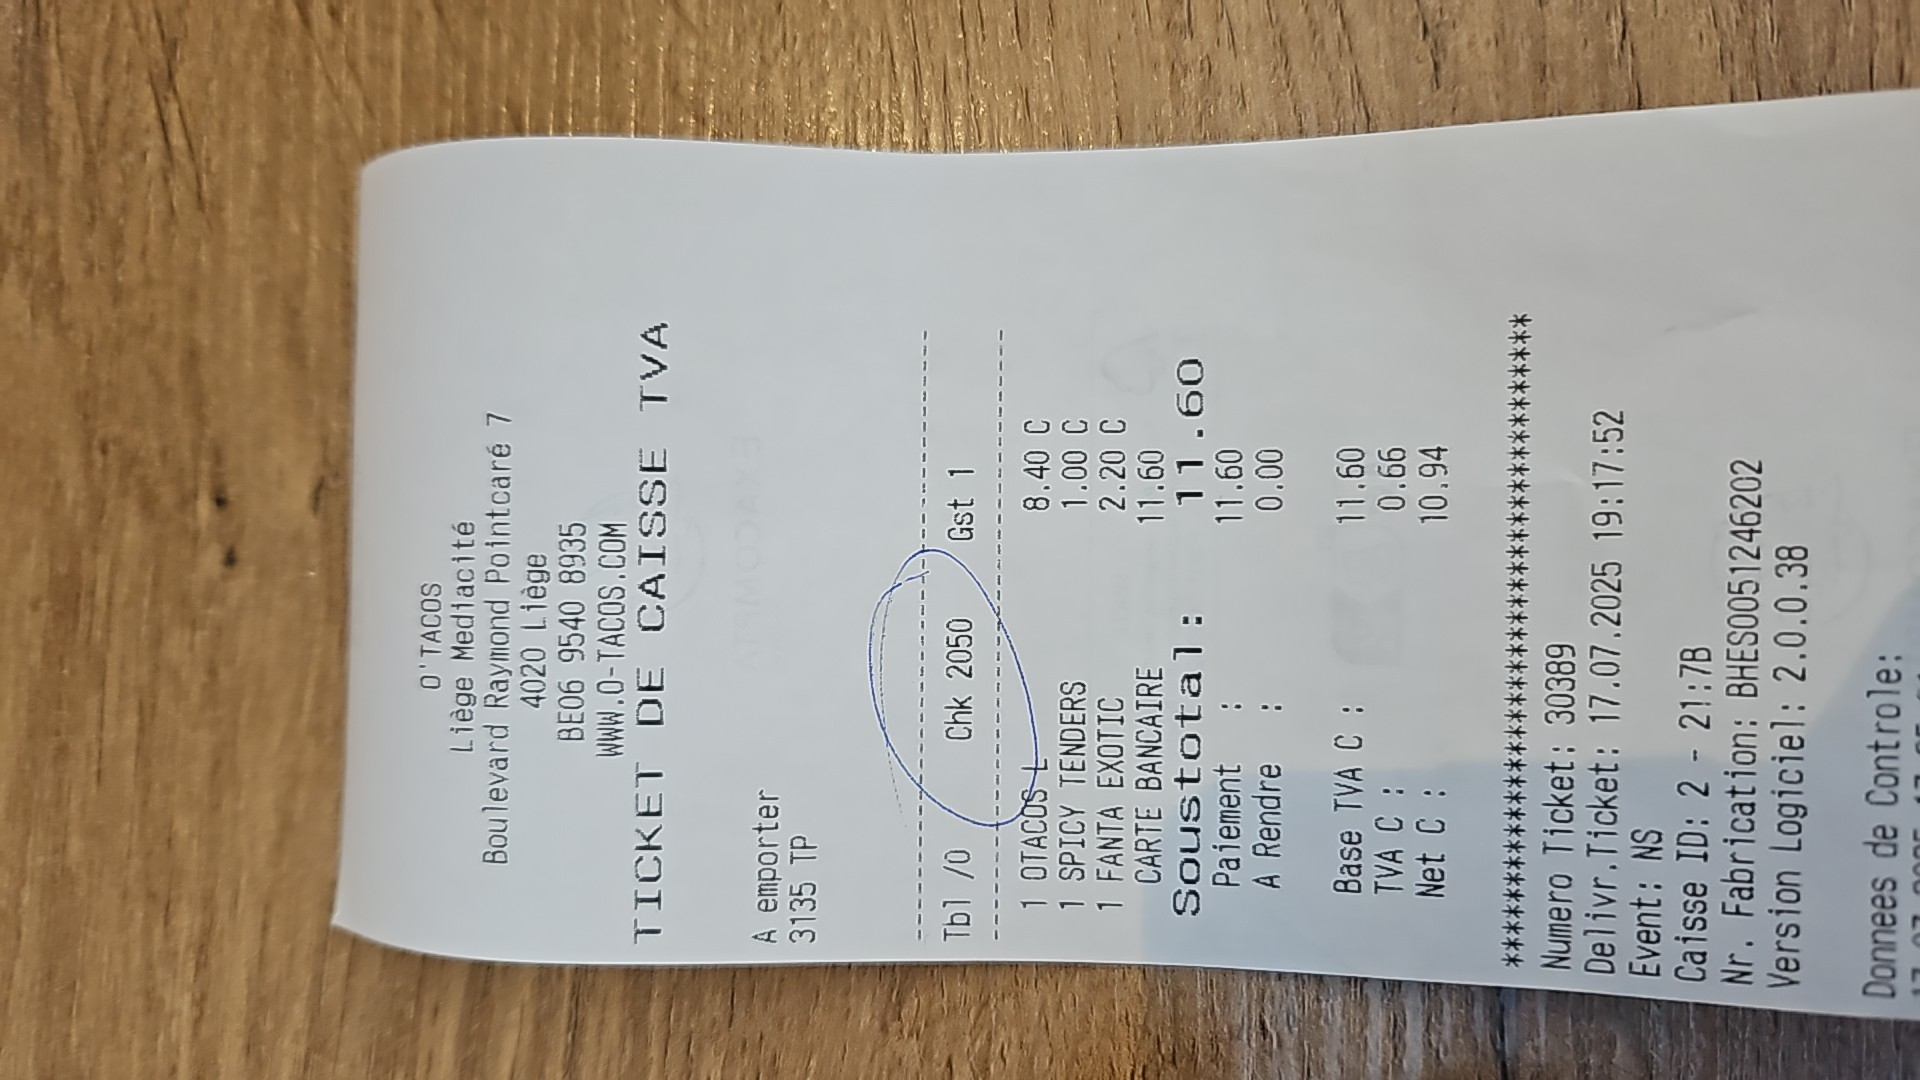 O'TACOS
Liège Mediacité
Boulevard Raymond Pointcaré 7
4020 Liège
BE06 9540 8935
WWW.O-TACOS.COM
TICKET DE CAISSE TVA
A emporter
3135 TP
--------------------------------------
Tbl /0 Chk 2050 Gst 1
--------------------------------------
1 OTACOS L 8.40 C
1 SPICY TENDERS 1.00 C
1 FANTA EXOTIC 2.20 C
CARTE BANCAIRE 11.60
Soustotal: 11.60
Paiement : 11.60
A Rendre : 0.00
Base TVA C : 11.60
TVA C : 0.66
Net C : 10.94
******************************************
Numero Ticket: 30389
Delivr.Ticket: 17.07.2025 19:17:52
Event: NS
Caisse ID: 2 - 21:7B
Nr. Fabrication: BHES0051246202
Version Logiciel: 2.0.0.38
Donnees de Controle: